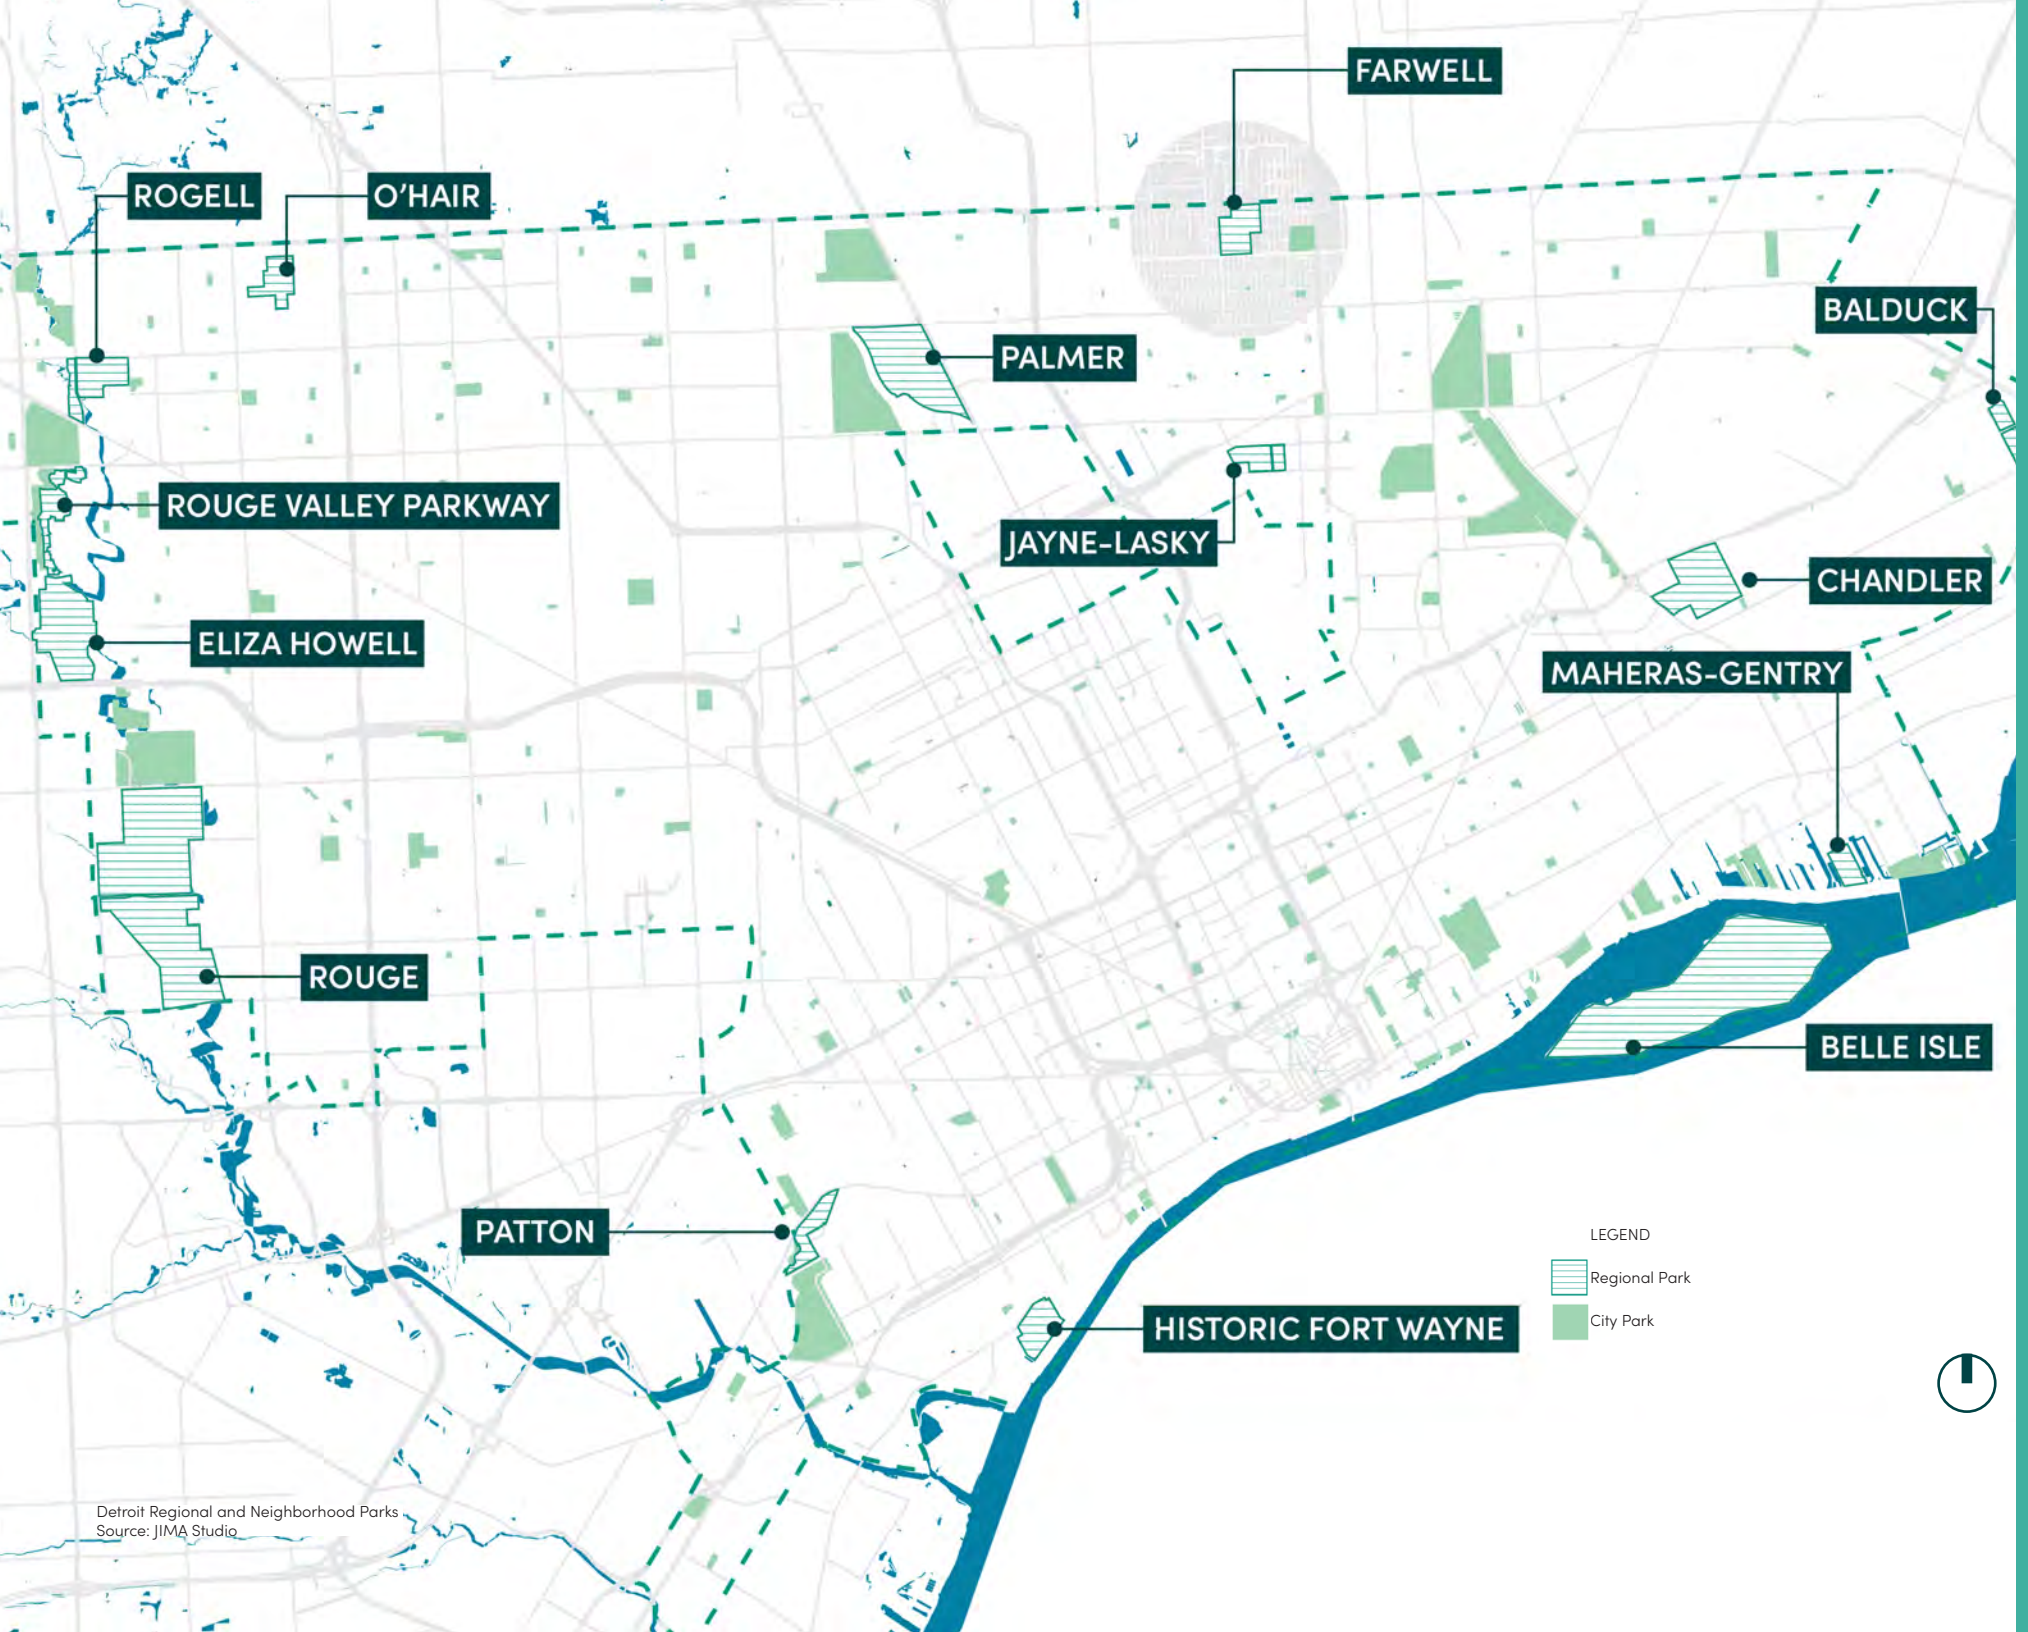 FARWELL
ROGELL
O'HAIR
BALDUCK
PALMER
ROUGE VALLEY PARKWAY
JAYNE-LASKY
CHANDLER
ELIZA HOWELL
MAHERAS-GENTRY
ROUGE
BELLE ISLE
PATTON
HISTORIC FORT WAYNE
LEGEND
Regional Park
City Park
Detroit Regional and Neighborhood Parks
Source: JIMA Studio